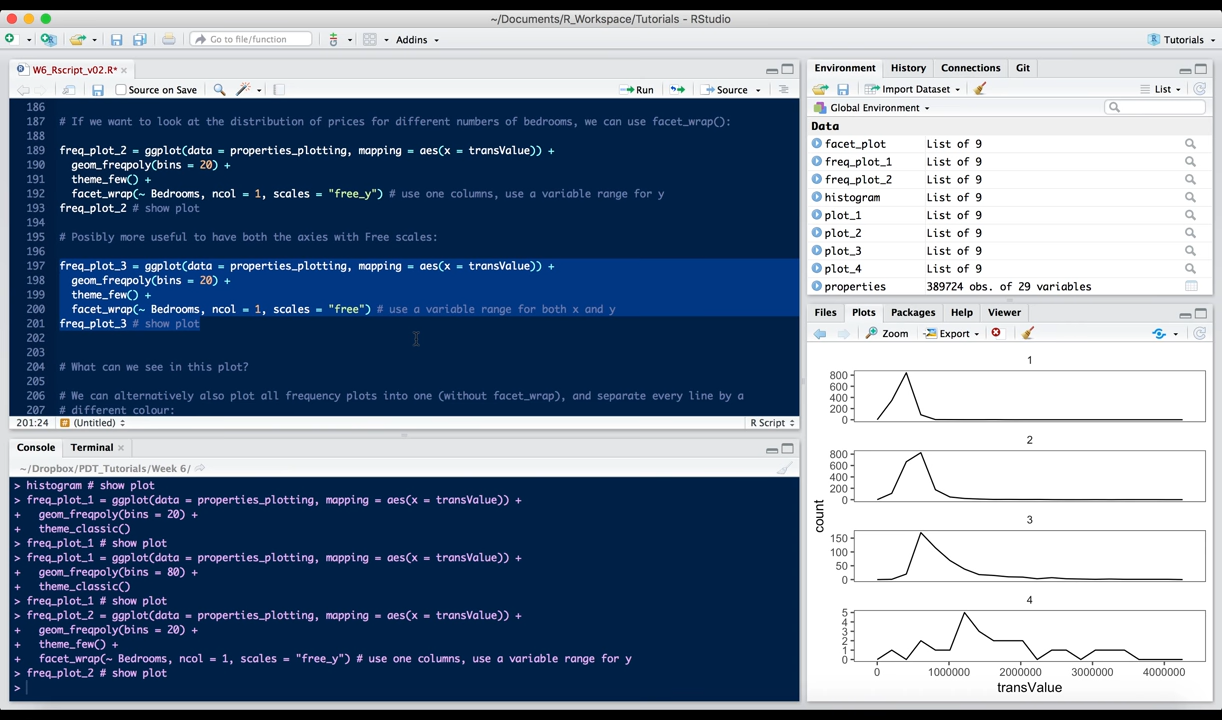 ~/Documents/R_Workspace/Tutorials - RStudio
Go to file/function
Addins
Tutorials
W6_Rscript_v02.R*
Source on Save
Run
Source
186
187 # If we want to look at the distribution of prices for different numbers of bedrooms, we can use facet_wrap():
188
189 freq_plot_2 = ggplot(data = properties_plotting, mapping = aes(x = transValue)) +
190 geom_freqpoly(bins = 20) +
191 theme_few() +
192 facet_wrap(~ Bedrooms, ncol = 1, scales = "free_y") # use one columns, use a variable range for y
193 freq_plot_2 # show plot
194
195 # Posibly more useful to have both the axies with Free scales:
196
197 freq_plot_3 = ggplot(data = properties_plotting, mapping = aes(x = transValue)) +
198 geom_freqpoly(bins = 20) +
199 theme_few() +
200 facet_wrap(~ Bedrooms, ncol = 1, scales = "free") # use a variable range for both x and y
201 freq_plot_3 # show plot
202
203
204 # What can we see in this plot?
205
206 # We can alternatively also plot all frequency plots into one (without facet_wrap), and separate every line by a
207 # different colour:
201:24 # (Untitled)
R Script
Console Terminal
~/Dropbox/PDT_Tutorials/Week 6/
> histogram # show plot
> freq_plot_1 = ggplot(data = properties_plotting, mapping = aes(x = transValue)) +
+ geom_freqpoly(bins = 20) +
+ theme_classic()
> freq_plot_1 # show plot
> freq_plot_1 = ggplot(data = properties_plotting, mapping = aes(x = transValue)) +
+ geom_freqpoly(bins = 80) +
+ theme_classic()
> freq_plot_1 # show plot
> freq_plot_2 = ggplot(data = properties_plotting, mapping = aes(x = transValue)) +
+ geom_freqpoly(bins = 20) +
+ theme_few() +
+ facet_wrap(~ Bedrooms, ncol = 1, scales = "free_y") # use one columns, use a variable range for y
> freq_plot_2 # show plot
>
Environment History Connections Git
Import Dataset
List
Global Environment
Data
facet_plot List of 9
freq_plot_1 List of 9
freq_plot_2 List of 9
histogram List of 9
plot_1 List of 9
plot_2 List of 9
plot_3 List of 9
plot_4 List of 9
properties 389724 obs. of 29 variables
Files Plots Packages Help Viewer
Zoom Export
1
800
600
400
200
0
2
800
600
400
200
0
count
3
150
100
50
0
4
5
4
3
2
1
0
0 1000000 2000000 3000000 4000000
transValue